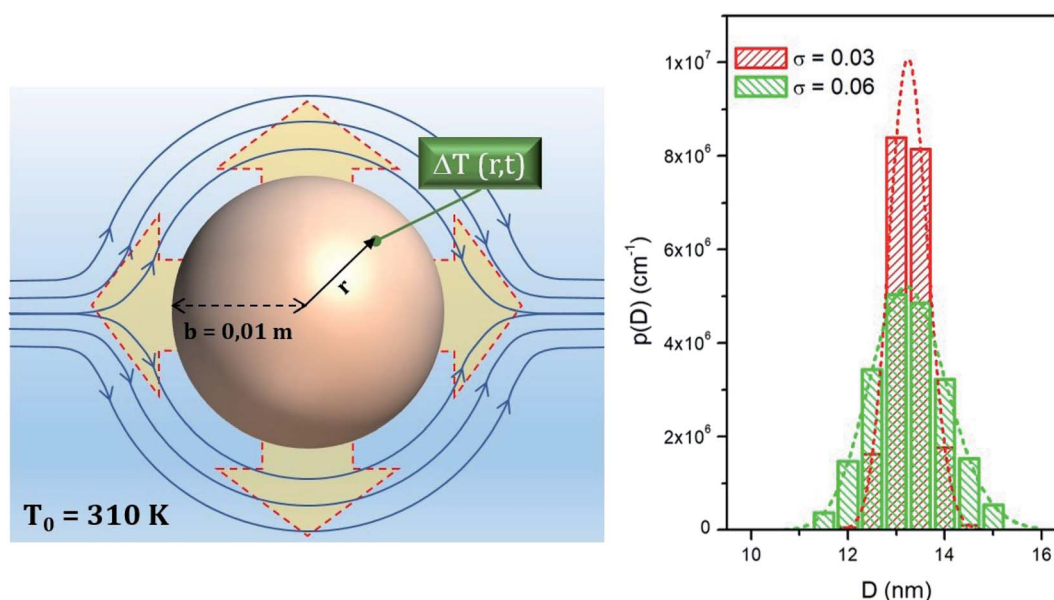 ΔT (r,t)
r
b = 0,01 m
T₀ = 310 K
σ = 0.03
σ = 0.06
p(D) (cm⁻¹)
1x10⁷
8x10⁶
6x10⁶
4x10⁶
2x10⁶
0
10 12 14 16
D (nm)